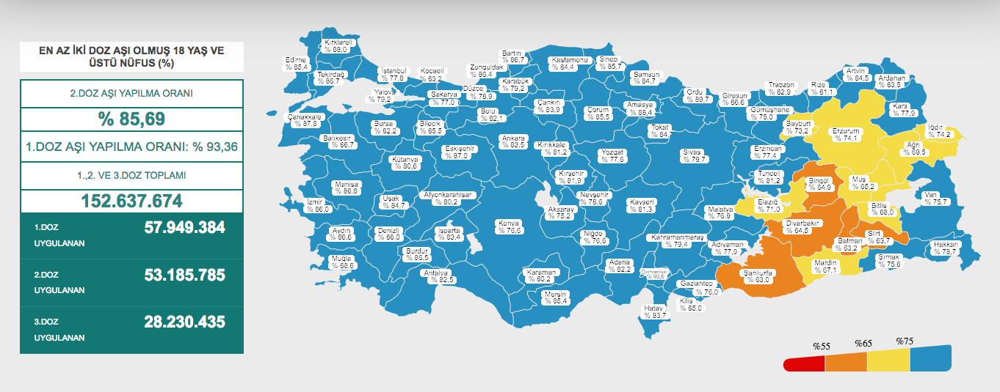 EN AZ İKİ DOZ AŞI OLMUŞ 18 YAŞ VE
ÜSTÜ NÜFUS (%)
2.DOZ AŞI YAPILMA ORANI
% 85,69
1.DOZ AŞI YAPILMA ORANI: % 93,36
1.,2. VE 3.DOZ TOPLAMI
152.637.674
1.DOZ
UYGULANAN
57.949.384
2.DOZ
UYGULANAN
53.185.785
3.DOZ
UYGULANAN
28.230.435
Kırklareli
% 88,0
Edirne
% 85,4
Tekirdağ
% 86,7
İstanbul
% 77,8
Kocaeli
% 83,2
Yalova
% 79,2
Sakarya
% 77,0
Düzce
% 78,9
Zonguldak
% 86,4
Bartın
% 86,7
Karabük
% 79,2
Kastamonu
% 84,4
Sinop
% 85,7
Samsun
% 84,7
Ordu
% 89,7
Giresun
% 86,6
Trabzon
% 82,9
Rize
% 81,1
Artvin
% 84,5
Ardahan
% 83,5
Kars
% 77,9
Iğdır
% 74,2
Ağrı
% 69,5
Erzurum
% 74,1
Bayburt
% 73,2
Gümüşhane
% 75,0
Erzincan
% 77,4
Tunceli
% 81,2
Bingöl
% 64,9
Muş
% 65,2
Bitlis
% 68,0
Van
% 75,7
Hakkari
% 78,7
Şırnak
% 75,6
Siirt
% 63,7
Batman
% 63,2
Mardin
% 67,1
Diyarbakır
% 64,5
Elazığ
% 71,0
Malatya
% 76,9
Adıyaman
% 77,9
Şanlıurfa
% 63,0
Gaziantep
% 76,0
Kilis
% 85,0
Hatay
% 83,7
Osmaniye
% 90,6
Kahramanmaraş
% 79,4
Adana
% 82,2
Mersin
% 85,4
Karaman
% 80,2
Niğde
% 76,6
Kayseri
% 81,3
Nevşehir
% 78,6
Aksaray
% 75,2
Kırşehir
% 81,9
Yozgat
% 77,6
Sivas
% 79,7
Tokat
% 84,
Amasya
% 88,4
Çorum
% 85,5
Çankırı
% 83,9
Kırıkkale
% 81,2
Ankara
% 83,5
Bolu
% 82,1
Eskişehir
% 87,0
Bilecik
% 85,5
Bursa
% 82,2
Çanakkale
% 87,8
Balıkesir
% 86,7
Kütahya
% 80,6
Manisa
% 86,8
İzmir
% 86,0
Uşak
% 84,7
Afyonkarahisar
% 80,2
Konya
% 76,6
Isparta
% 83,4
Denizli
% 86,0
Aydın
% 86,6
Muğla
% 88,6
Burdur
% 86,5
Antalya
% 82,5
%55
%65
%75